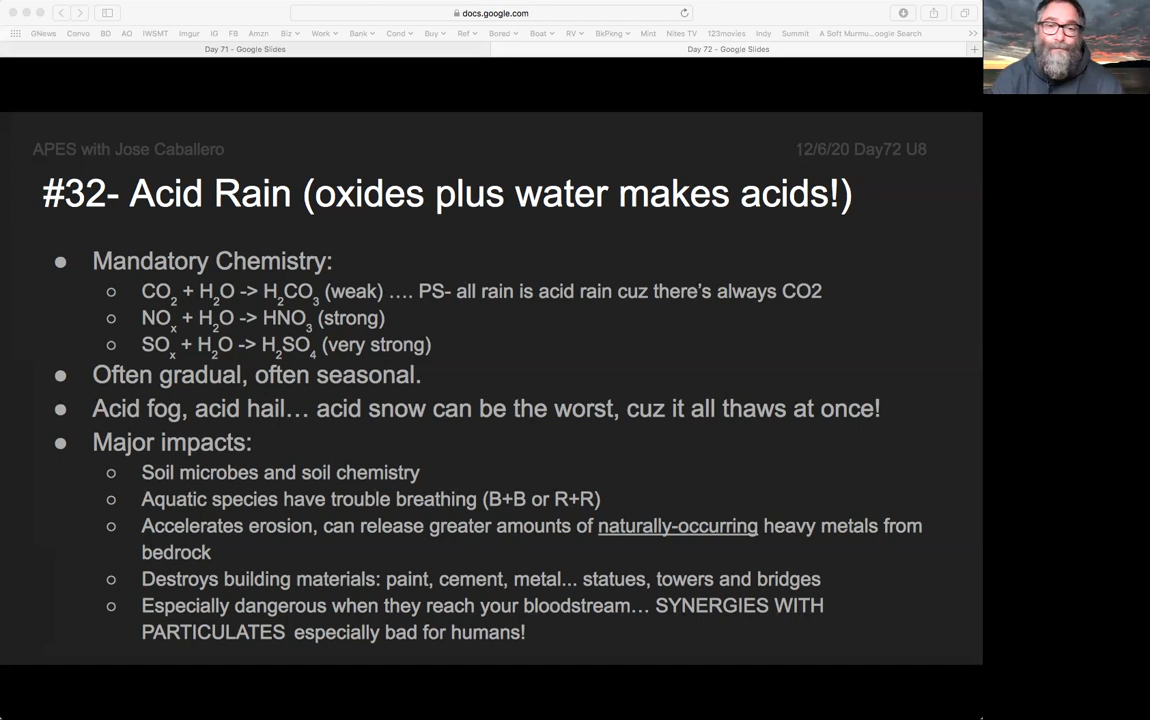 docs.google.com
GNews Convo BD AO IWSMT Imgur IG FB Amzn Biz Work Bank Cond Buy Ref Bored Boat RV BkPkng Mint Nites TV 123movies Indy Summit A Soft Murmu...oogle Search
Day 71 - Google Slides Day 72 - Google Slides
APES with Jose Caballero 12/6/20 Day72 U8
#32- Acid Rain (oxides plus water makes acids!)
● Mandatory Chemistry:
○ CO₂ + H₂O -> H₂CO₃ (weak) .... PS- all rain is acid rain cuz there's always CO2
○ NOₓ + H₂O -> HNO₃ (strong)
○ SOₓ + H₂O -> H₂SO₄ (very strong)
● Often gradual, often seasonal.
● Acid fog, acid hail... acid snow can be the worst, cuz it all thaws at once!
● Major impacts:
○ Soil microbes and soil chemistry
○ Aquatic species have trouble breathing (B+B or R+R)
○ Accelerates erosion, can release greater amounts of naturally-occurring heavy metals from
bedrock
○ Destroys building materials: paint, cement, metal... statues, towers and bridges
○ Especially dangerous when they reach your bloodstream... SYNERGIES WITH
PARTICULATES especially bad for humans!